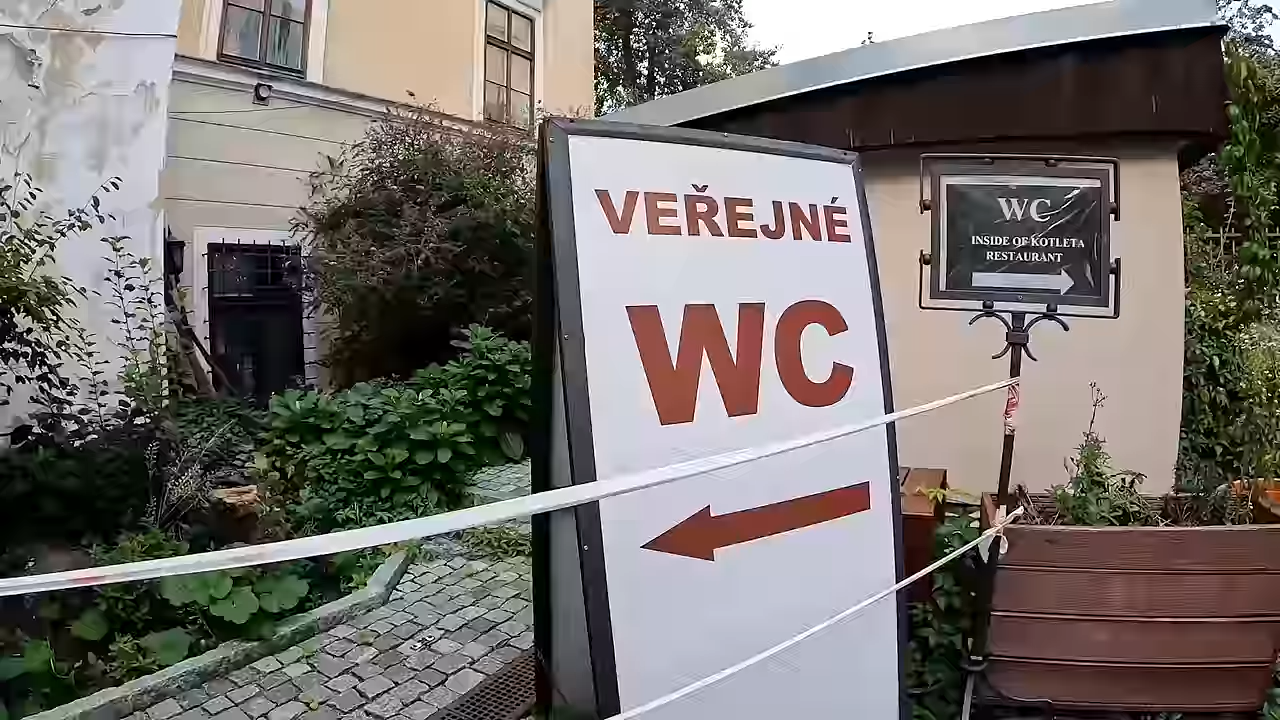 VEŘEJNÉ
WC
WC
INSIDE OF KOTLETA
RESTAURANT